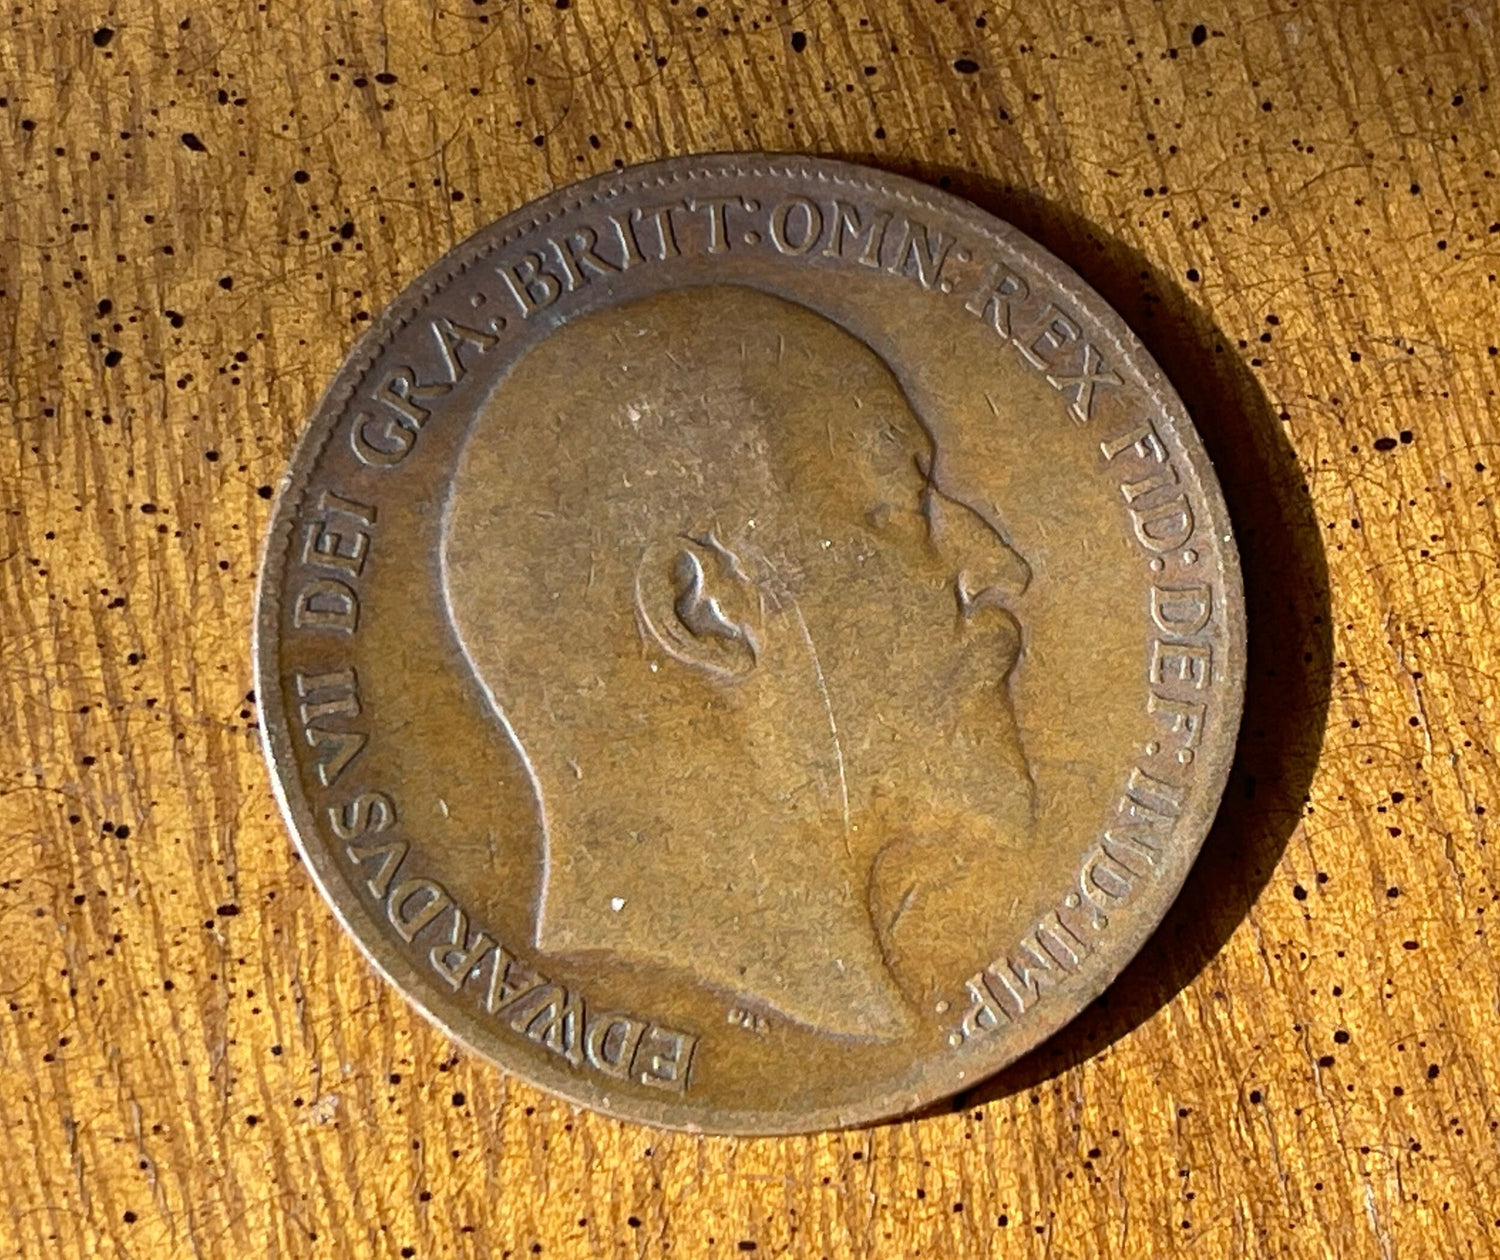 EDWARDVS VII DEI GRA: BRITT: OMN: REX FID: DEF: IND: IMP: